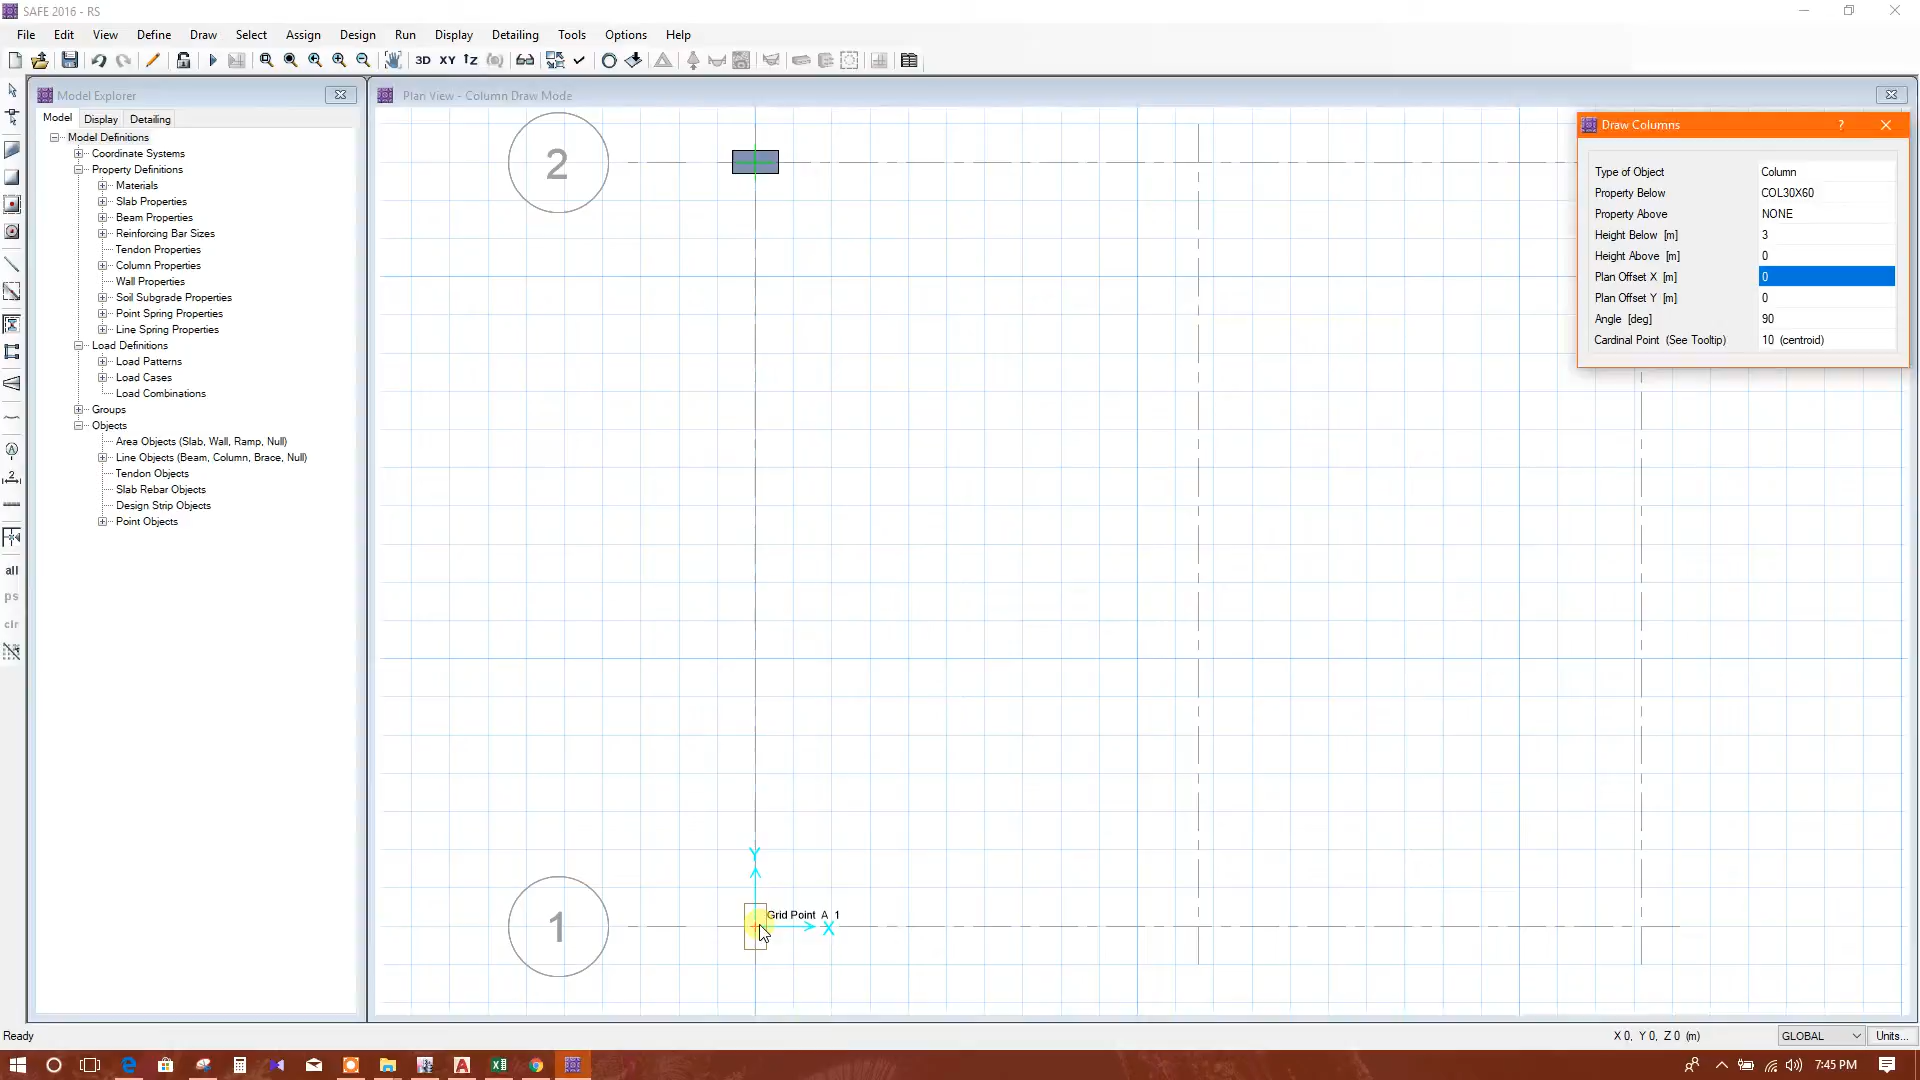 SAFE 2016 - RS
File Edit View Define Draw Select Assign Design Run Display Detailing Tools Options Help
3D XY
Model Explorer
Model Display Detailing
Model Definitions
Coordinate Systems
Property Definitions
Materials
Slab Properties
Beam Properties
Reinforcing Bar Sizes
Tendon Properties
Column Properties
Wall Properties
Soil Subgrade Properties
Point Spring Properties
Line Spring Properties
Load Definitions
Load Patterns
Load Cases
Load Combinations
Groups
Objects
Area Objects (Slab, Wall, Ramp, Null)
Line Objects (Beam, Column, Brace, Null)
Tendon Objects
Slab Rebar Objects
Design Strip Objects
Point Objects
all
ps
clr
Plan View - Column Draw Mode
2
1
Y
X
Grid Point A 1
Draw Columns ?
Type of Object Column
Property Below COL30X60
Property Above NONE
Height Below [m] 3
Height Above [m] 0
Plan Offset X [m] 0
Plan Offset Y [m] 0
Angle [deg] 90
Cardinal Point (See Tooltip) 10 (centroid)
Ready
X 0, Y 0, Z 0 (m) GLOBAL Units...
7:45 PM